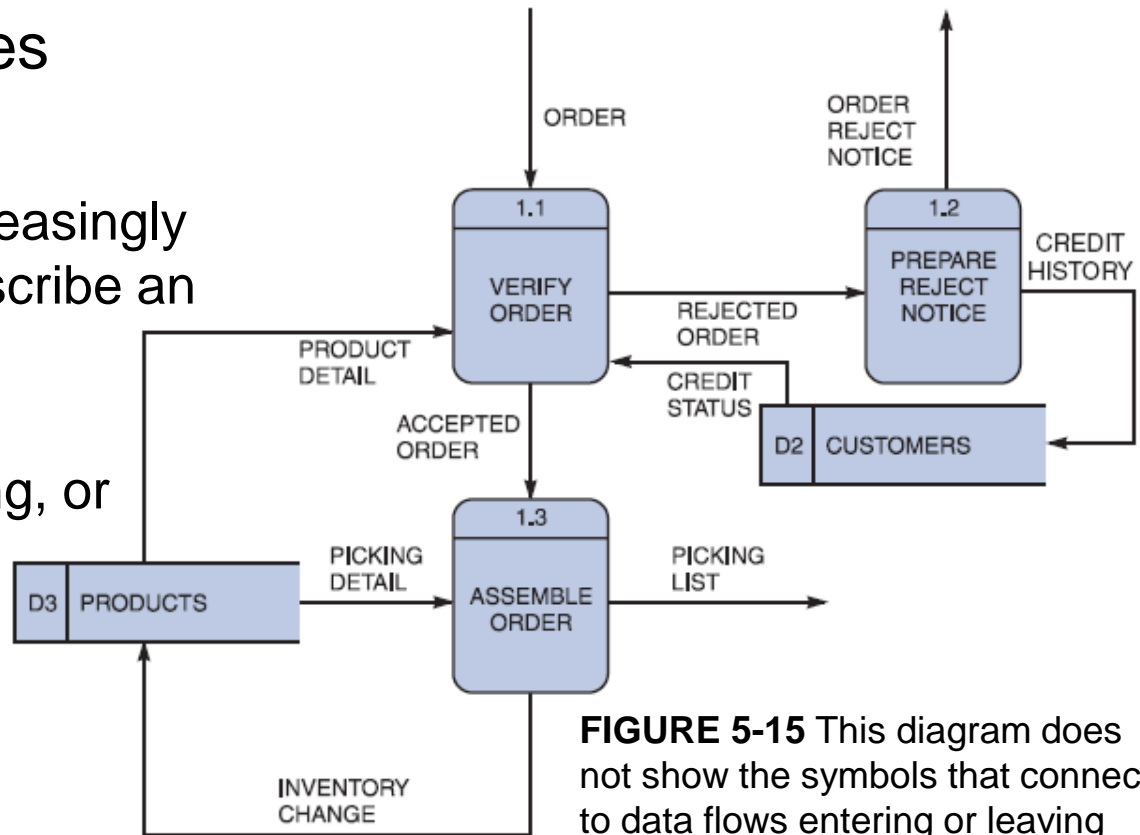 es
easingly
scribe an
ng, or
ORDER
ORDER
REJECT
NOTICE
1.1
VERIFY
ORDER
1.2
PREPARE
REJECT
NOTICE
CREDIT
HISTORY
REJECTED
ORDER
PRODUCT
DETAIL
CREDIT
STATUS
ACCEPTED
ORDER
D2 CUSTOMERS
1.3
ASSEMBLE
ORDER
PICKING
DETAIL
PICKING
LIST
D3 PRODUCTS
INVENTORY
CHANGE
FIGURE 5-15 This diagram does
not show the symbols that connec
to data flows entering or leaving